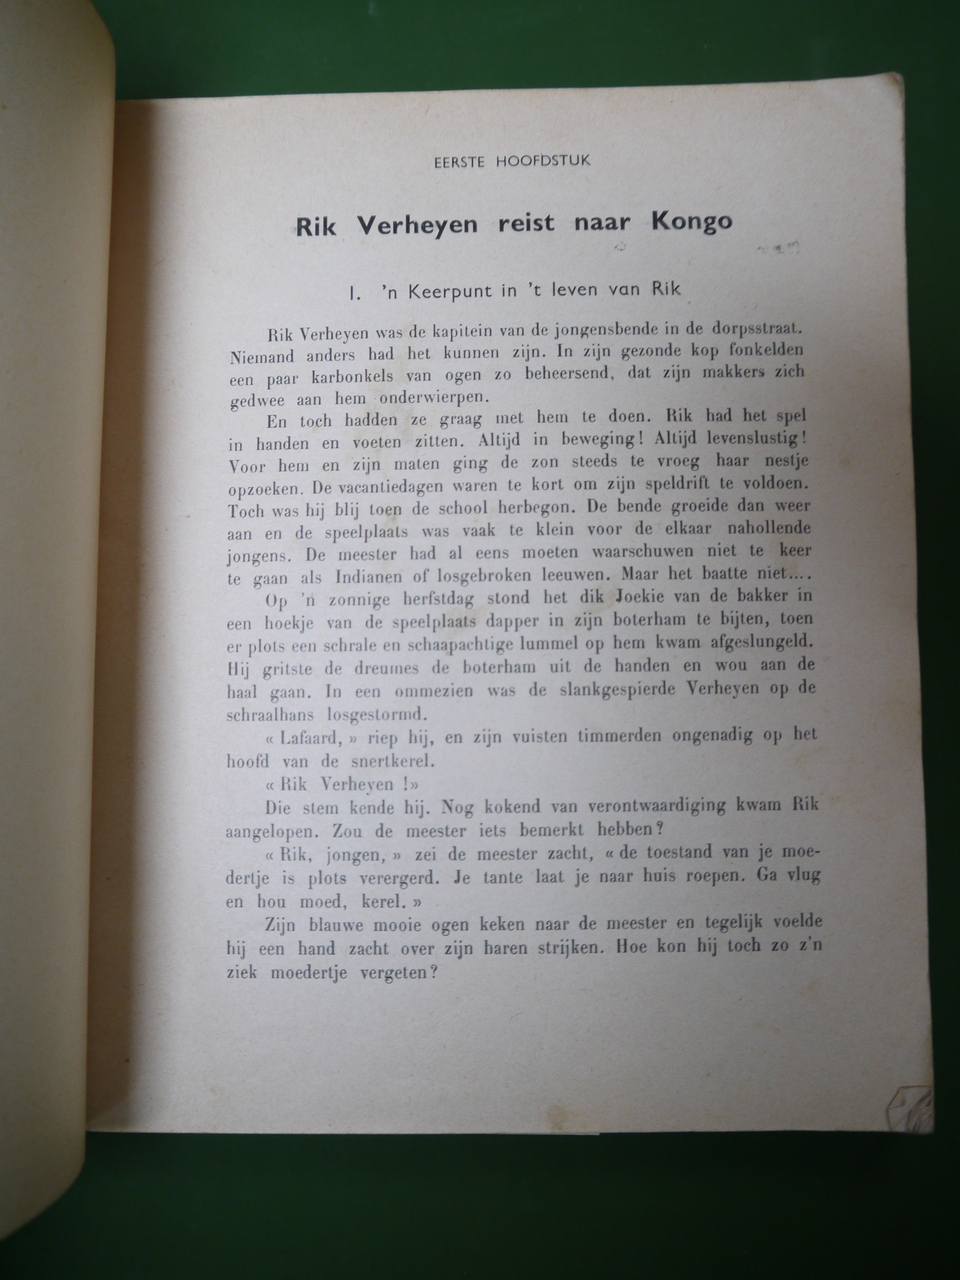 EERSTE HOOFDSTUK
Rik Verheyen reist naar Kongo
I. 'n Keerpunt in 't leven van Rik
Rik Verheyen was de kapitein van de jongensbende in de dorpsstraat.
Niemand anders had het kunnen zijn. In zijn gezonde kop fonkelden
een paar karbonkels van ogen zo beheersend, dat zijn makkers zich
gedwee aan hem onderwierpen.
En toch hadden ze graag met hem te doen. Rik had het spel
in handen en voeten zitten. Altijd in beweging! Altijd levenslustig!
Voor hem en zijn maten ging de zon steeds te vroeg haar nestje
opzoeken. De vacantiedagen waren te kort om zijn speldrift te voldoen.
Toch was hij blij toen de school herbegon. De bende groeide dan weer
aan en de speelplaats was vaak te klein voor de elkaar nahollende
jongens. De meester had al eens moeten waarschuwen niet te keer
te gaan als Indianen of losgebroken leeuwen. Maar het baatte niet....
Op 'n zonnige herfstdag stond het dik Joekie van de bakker in
een hoekje van de speelplaats dapper in zijn boterham te bijten, toen
er plots een schrale en schaapachtige lummel op hem kwam afgeslungeld.
Hij gritste de dreumes de boterham uit de handen en wou aan de
haal gaan. In een ommezien was de slankgespierde Verheyen op de
schraalhans losgestormd.
« Lafaard, » riep hij, en zijn vuisten timmerden ongenadig op het
hoofd van de snertkerel.
« Rik Verheyen !»
Die stem kende hij. Nog kokend van verontwaardiging kwam Rik
aangelopen. Zou de meester iets bemerkt hebben?
« Rik, jongen, » zei de meester zacht, « de toestand van je moe-
dertje is plots verergerd. Je tante laat je naar huis roepen. Ga vlug
en hou moed, kerel. »
Zijn blauwe mooie ogen keken naar de meester en tegelijk voelde
hij een hand zacht over zijn haren strijken. Hoe kon hij toch zo z'n
ziek moedertje vergeten?